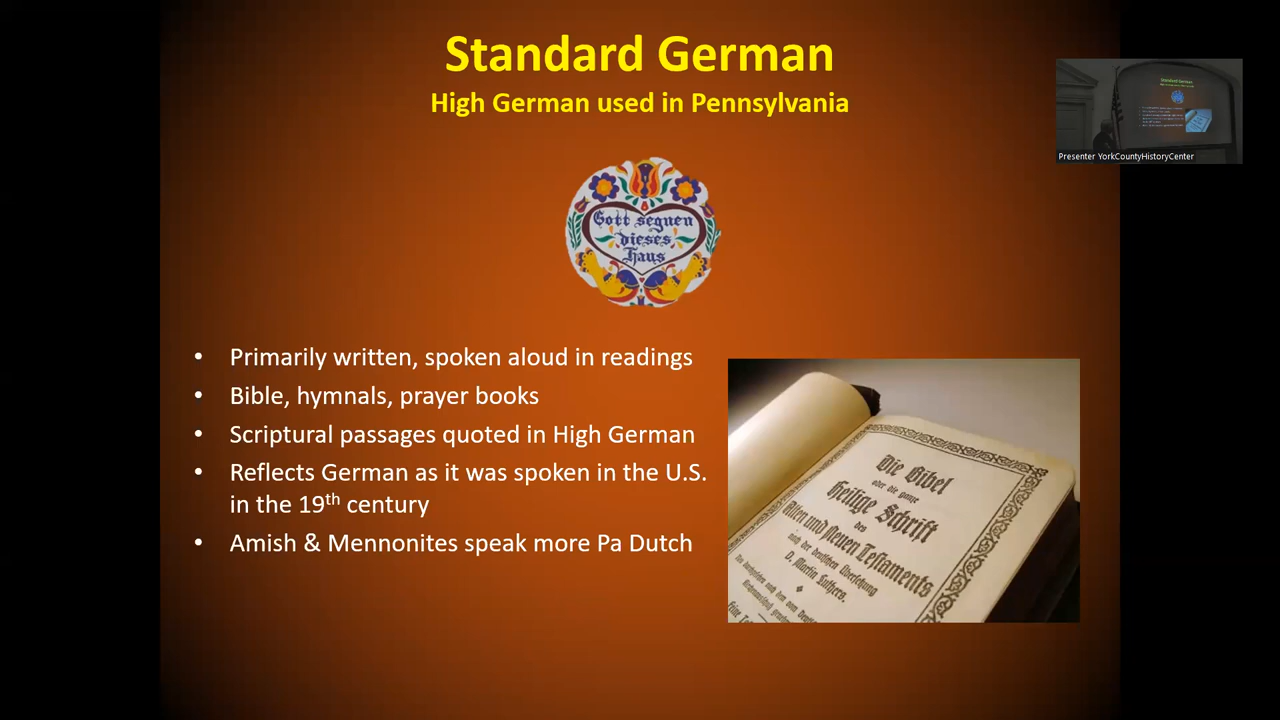 Standard German
High German used in Pennsylvania
Presenter YorkCountyHistoryCenter
Gott segnen
dieses
Haus
• Primarily written, spoken aloud in readings
• Bible, hymnals, prayer books
• Scriptural passages quoted in High German
• Reflects German as it was spoken in the U.S.
in the 19th century
• Amish & Mennonites speak more Pa Dutch
Die Bibel
oder die ganze
Heilige Schrift
des
Alten und Neuen Testaments
nach der deutschen Übersetzung
D. Martin Luthers.